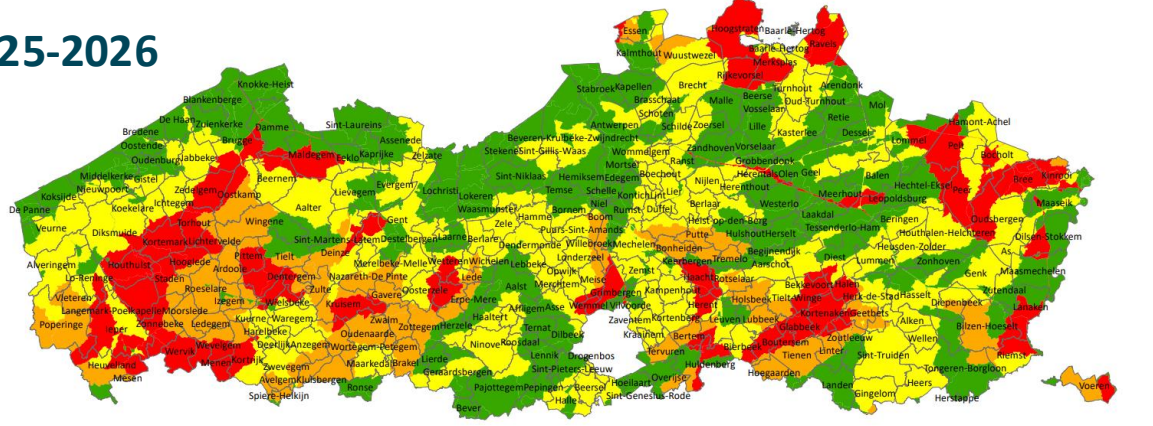 25-2026
Essen
Hoogstraten
Baarle-Hertog
Ravels
Kalmthout
Wuustwezel
Baarle-Hertog
Merksplas
Rijkevorsel
Knokke-Heist
Stabroek
Kapellen
Brecht
Turnhout
Arendonk
Blankenberge
Brasschaat
Malle
Beerse
Oud-Turnhout
Vosselaar
Mol
De Haan
Zuienkerke
Damme
Sint-Laureins
Antwerpen
Schoten
Schilde
Zoersel
Lille
Retie
Kasterlee
Dessel
Hamont-Achel
Bredene
Oostende
Brugge
Assenede
Beveren-Kruibeke-Zwijndrecht
Wommelgem
Zandhoven
Vorselaar
Lommel
Pelt
Oudenburg
Jabbeke
Maldegem
Eeklo
Kaprijke
Zelzate
Stekene
Sint-Gillis-Waas
Mortsel
Ranst
Grobbendonk
Bocholt
Middelkerke
Gistel
Beernem
Evergem
Sint-Niklaas
Hemiksem
Edegem
Boechout
Nijlen
Herentals
Olen
Geel
Balen
Bree
Kinrooi
Nieuwpoort
Zedelgem
Oostkamp
Lievegem
Lochristi
Lokeren
Temse
Schelle
Kontich
Lint
Lier
Herenthout
Meerhout
Leopoldsburg
Hechtel-Eksel
Peer
Koksijde
Ichtegem
Aalter
Waasmunster
Niel
Berlaar
Westerlo
Maaseik
De Panne
Koekelare
Torhout
Wingene
Gent
Hamme
Bornem
Boom
Rumst
Duffel
Heist-op-den-Berg
Laakdal
Beringen
Oudsbergen
Veurne
Diksmuide
Kortemark
Lichtervelde
Sint-Martens-Latem
Destelbergen
Laarne
Berlare
Zele
Puurs-Sint-Amands
Putte
Hulshout
Herselt
Tessenderlo-Ham
Houthalen-Helchteren
Dilsen-Stokkem
Dendermonde
Willebroek
Mechelen
Bonheiden
Begijnendijk
Heusden-Zolder
As
Alveringem
Lo-Reninge
Houthulst
Hooglede
Pittem
Tielt
Deinze
Merelbeke-Melle
Wetteren
Wichelen
Lebbeke
Londerzeel
Keerbergen
Tremelo
Aarschot
Diest
Lummen
Zonhoven
Genk
Maasmechelen
Staden
Ardooie
Dentergem
Nazareth-De Pinte
Lede
Opwijk
Meise
Zemst
Haacht
Rotselaar
Vleteren
Roeselare
Zulte
Gavere
Oosterzele
Aalst
Merchtem
Grimbergen
Kampenhout
Bekkevoort
Halen
Zutendaal
Langemark-Poelkapelle
Moorslede
Izegem
Wielsbeke
Kruisem
Erpe-Mere
Affligem
Asse
Wemmel
Vilvoorde
Herent
Holsbeek
Tielt-Winge
Herk-de-Stad
Hasselt
Diepenbeek
Lanaken
Poperinge
Ieper
Zonnebeke
Ledegem
Kuurne
Waregem
Zwalm
Zottegem
Herzele
Haaltert
Ternat
Zaventem
Kortenberg
Leuven
Lubbeek
Kortenaken
Geetbets
Alken
Bilzen-Hoeselt
Harelbeke
Oudenaarde
Dilbeek
Kraainem
Glabbeek
Wevelgem
Deerlijk
Anzegem
Wortegem-Petegem
Ninove
Roosdaal
Bertem
Bierbeek
Boutersem
Zoutleeuw
Wellen
Riemst
Wervik
Menen
Kortrijk
Maarkedal
Brakel
Lierde
Lennik
Drogenbos
Tervuren
Tienen
Linter
Sint-Truiden
Heuvelland
Zwevegem
Geraardsbergen
Sint-Pieters-Leeuw
Huldenberg
Hoegaarden
Tongeren-Borgloon
Mesen
Avelgem
Kluisbergen
Ronse
Pajottegem
Pepingen
Beersel
Hoeilaart
Overijse
Landen
Heers
Voeren
Spiere-Helkijn
Bever
Halle
Sint-Genesius-Rode
Gingelom
Herstappe